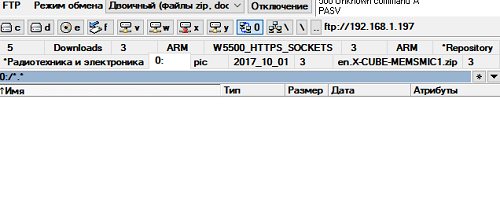 FTP Режим обмена Двоичный (файлы zip, doc Отключение
500 Unknown command A
PASV
c d e f v w x y 0 \ \ .. ftp://192.168.1.197
5 Downloads 3 ARM W5500_HTTPS_SOCKETS 3 ARM *Repository
*Радиотехника и электроника 0: pic 2017_10_01 3 en.X-CUBE-MEMSMIC1.zip 3
0:/*.* * ▼
↑Имя Тип Размер Дата Атрибуты